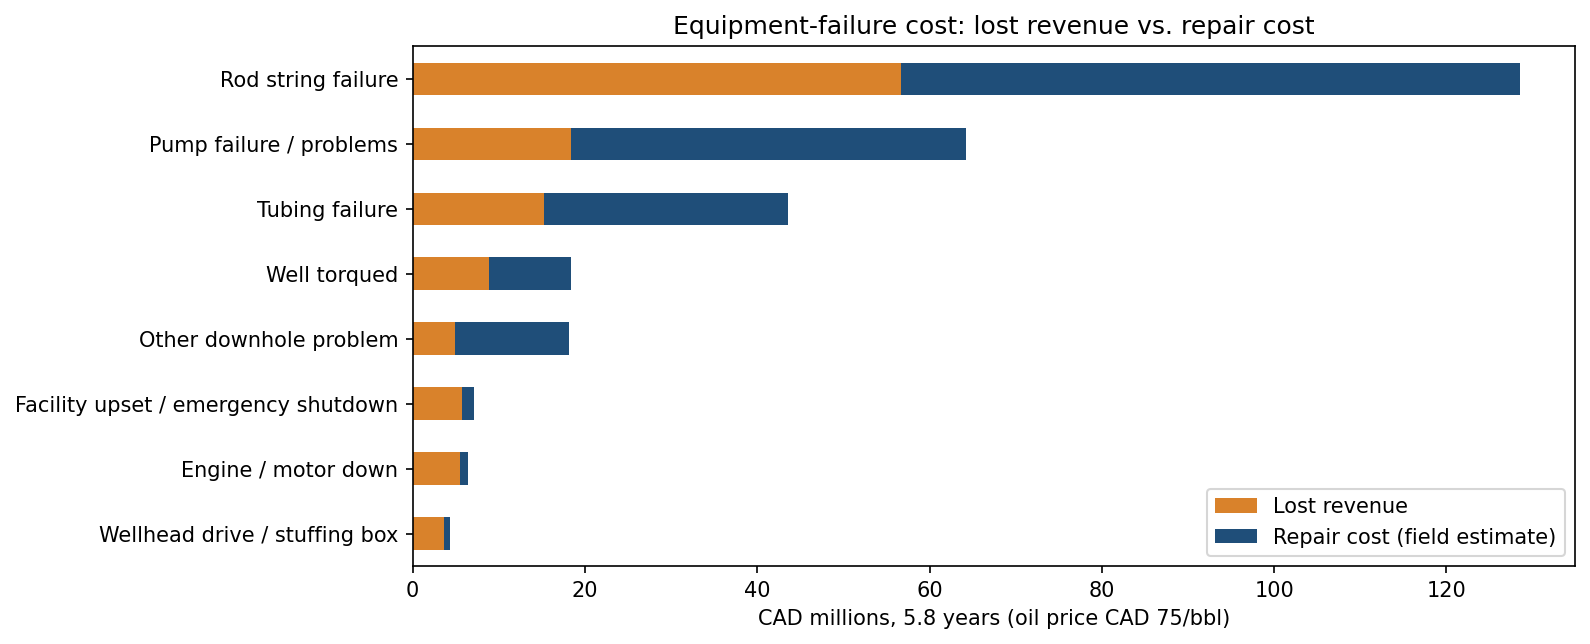 Equipment-failure cost: lost revenue vs. repair cost
Rod string failure
Pump failure / problems
Tubing failure
Well torqued
Other downhole problem
Facility upset / emergency shutdown
Engine / motor down
Wellhead drive / stuffing box
Lost revenue
Repair cost (field estimate)
0 20 40 60 80 100 120
CAD millions, 5.8 years (oil price CAD 75/bbl)